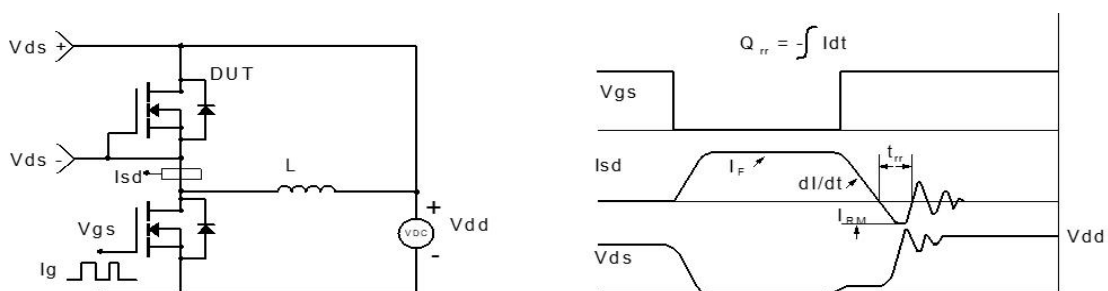 Vds +
DUT
Vds -
Isd
L
Vgs
Ig
+
VDC
-
Vdd
Q rr = - ∫ Idt
Vgs
Isd
I F
dI/dt
t rr
I RM
Vds
Vdd